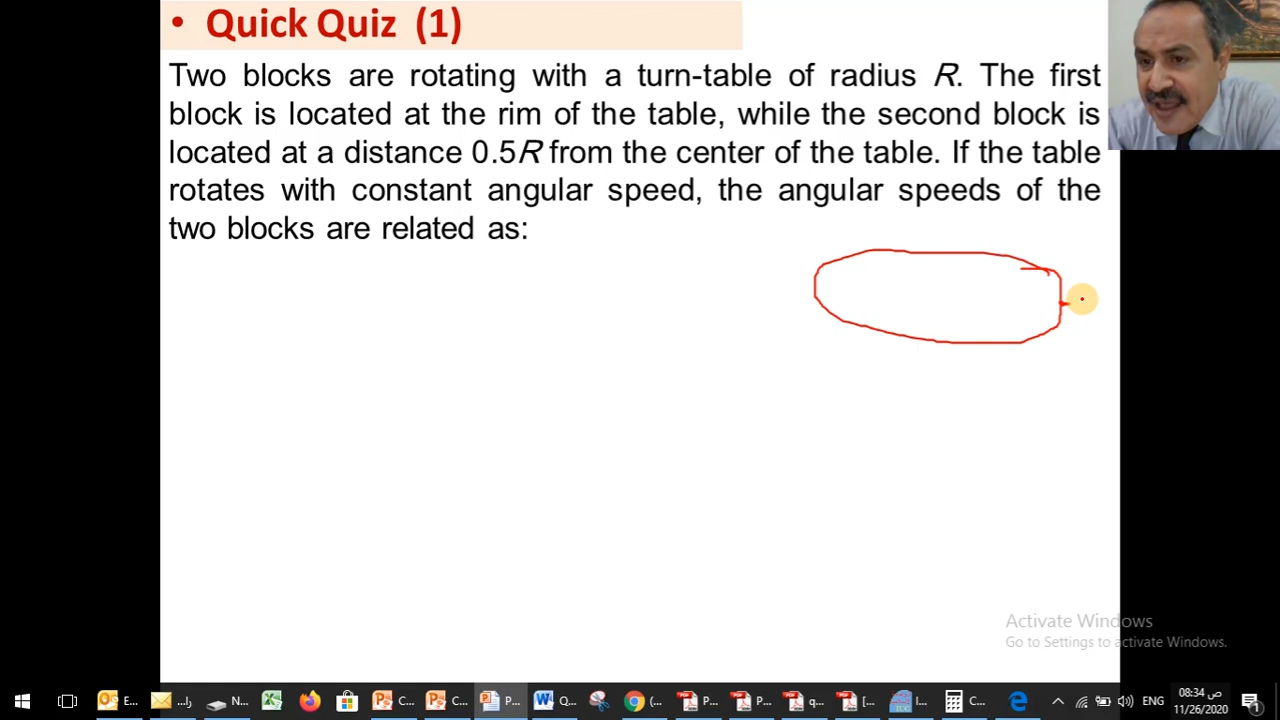 • Quick Quiz (1)
Two blocks are rotating with a turn-table of radius R. The first
block is located at the rim of the table, while the second block is
located at a distance 0.5R from the center of the table. If the table
rotates with constant angular speed, the angular speeds of the
two blocks are related as:
Activate Windows
Go to Settings to activate Windows.
E... را... N... C... C... P... Q... (... P... P... q... [... I... C... ENG
08:34 ص
11/26/2020